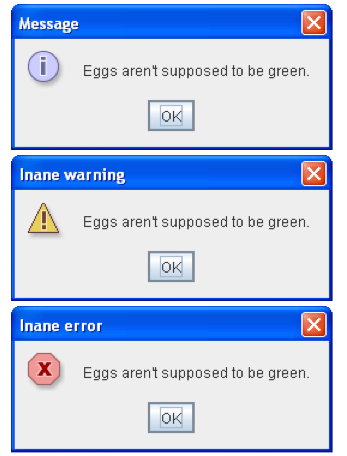 Message
Eggs aren't supposed to be green.
OK
Inane warning
Eggs aren't supposed to be green.
OK
Inane error
Eggs aren't supposed to be green.
OK